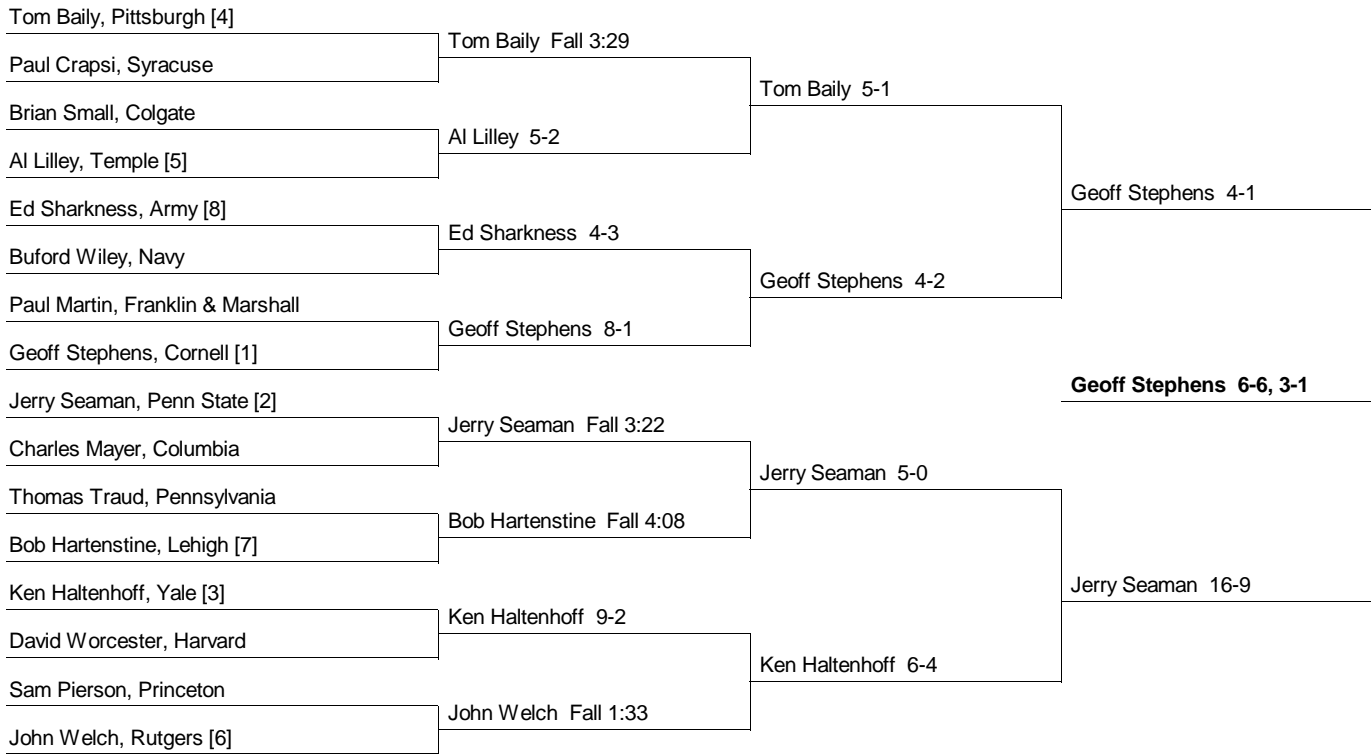 Tom Baily, Pittsburgh [4]
Tom Baily  Fall 3:29
Paul Crapsi, Syracuse
Tom Baily  5-1
Brian Small, Colgate
Al Lilley  5-2
Al Lilley, Temple [5]
Geoff Stephens  4-1
Ed Sharkness, Army [8]
Ed Sharkness  4-3
Buford Wiley, Navy
Geoff Stephens  4-2
Paul Martin, Franklin & Marshall
Geoff Stephens  8-1
Geoff Stephens, Cornell [1]
Geoff Stephens  6-6, 3-1
Jerry Seaman, Penn State [2]
Jerry Seaman  Fall 3:22
Charles Mayer, Columbia
Jerry Seaman  5-0
Thomas Traud, Pennsylvania
Bob Hartenstine  Fall 4:08
Bob Hartenstine, Lehigh [7]
Jerry Seaman  16-9
Ken Haltenhoff, Yale [3]
Ken Haltenhoff  9-2
David Worcester, Harvard
Ken Haltenhoff  6-4
Sam Pierson, Princeton
John Welch  Fall 1:33
John Welch, Rutgers [6]